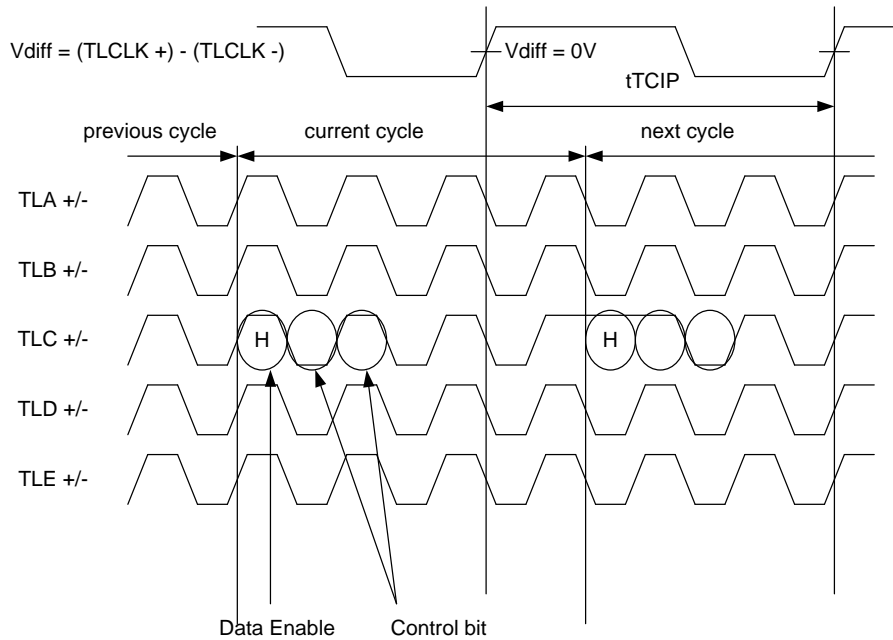 Vdiff = (TLCLK +) - (TLCLK -)
Vdiff = 0V
tTCIP
previous cycle
current cycle
next cycle
TLA +/-
TLB +/-
TLC +/-
H
H
TLD +/-
TLE +/-
Data Enable
Control bit